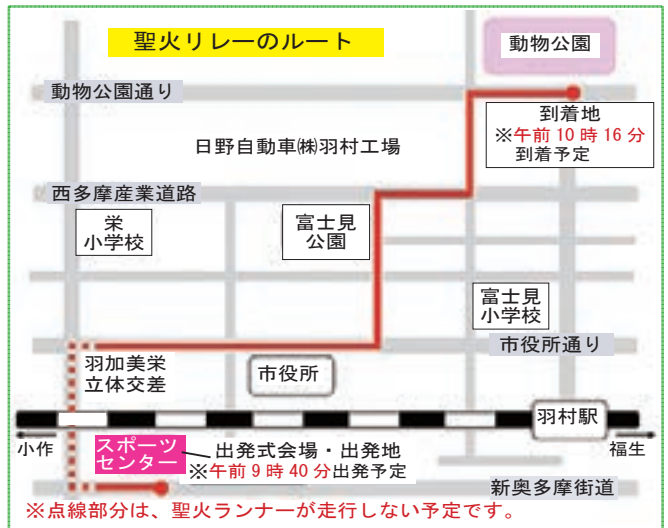 聖火リレーのルート
動物公園
動物公園通り
到着地
※午前10時16分
到着予定
日野自動車㈱羽村工場
西多摩産業道路
栄
小学校
富士見
公園
富士見
小学校
市役所通り
羽加美栄
立体交差
市役所
羽村駅
小作
福生
スポーツ
センター
出発式会場・出発地
※午前9時40分出発予定
新奥多摩街道
※点線部分は、聖火ランナーが走行しない予定です。